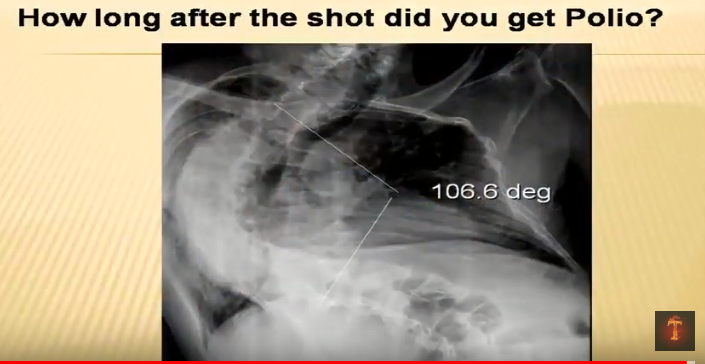 How long after the shot did you get Polio?
106.6 deg
T